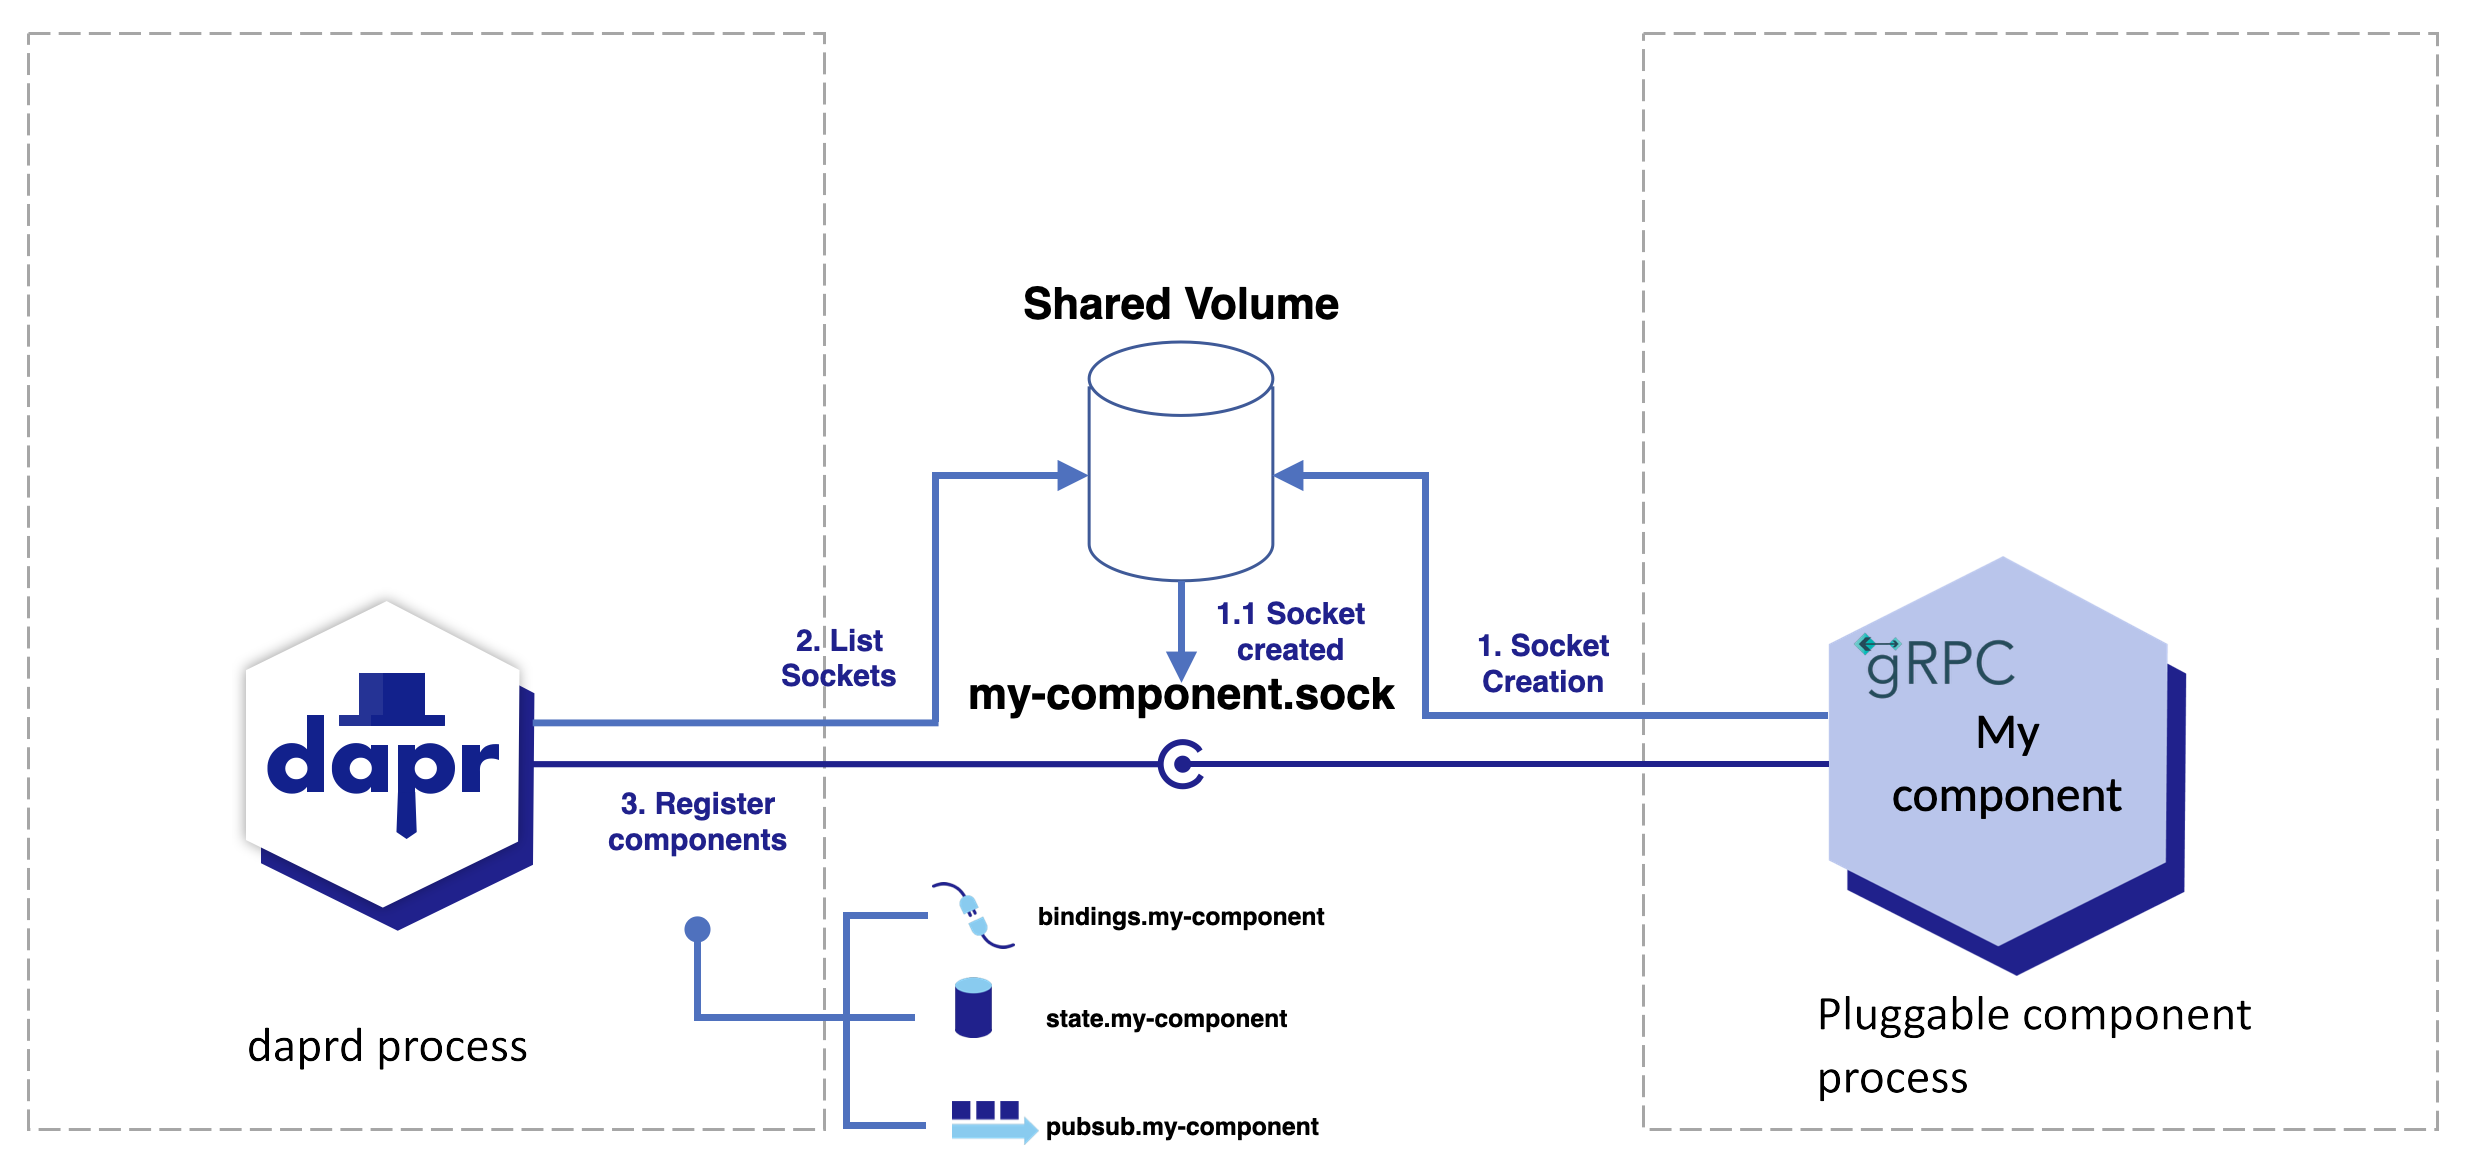 Shared Volume
2. List
Sockets
1.1 Socket
created
1. Socket
Creation
my-component.sock
dapr
gRPC
My
component
3. Register
components
bindings.my-component
state.my-component
pubsub.my-component
daprd process
Pluggable component
process